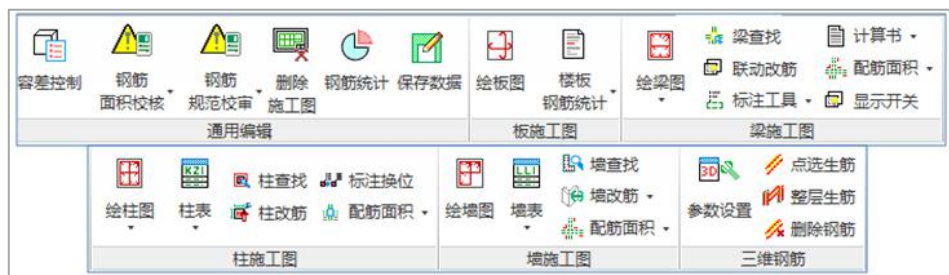 容差控制
钢筋
面积校核
钢筋
规范校审
删除
施工图
钢筋统计
保存数据
通用编辑
绘板图
楼板
钢筋统计
板施工图
绘梁图
梁查找
计算书
联动改筋
配筋面积
标注工具
显示开关
梁施工图
绘柱图
KZ1
柱表
柱查找
标注换位
柱改筋
配筋面积
柱施工图
绘墙图
LL1
墙表
墙查找
墙改筋
配筋面积
墙施工图
3D
参数设置
点选生筋
整层生筋
删除钢筋
三维钢筋